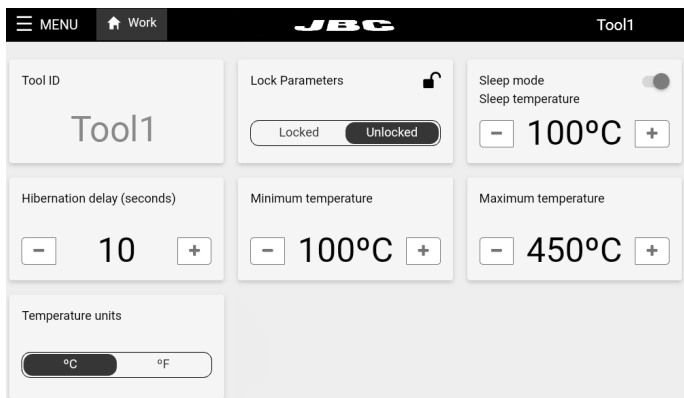 MENU Work JBC Tool1
Tool ID
Tool1
Lock Parameters
Locked Unlocked
Sleep mode
Sleep temperature
- 100ºC +
Hibernation delay (seconds)
- 10 +
Minimum temperature
- 100ºC +
Maximum temperature
- 450ºC +
Temperature units
ºC ºF